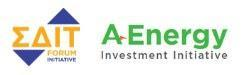 ΣΔΙΤ
FORUM
INITIATIVE
A-Energy
Investment Initiative